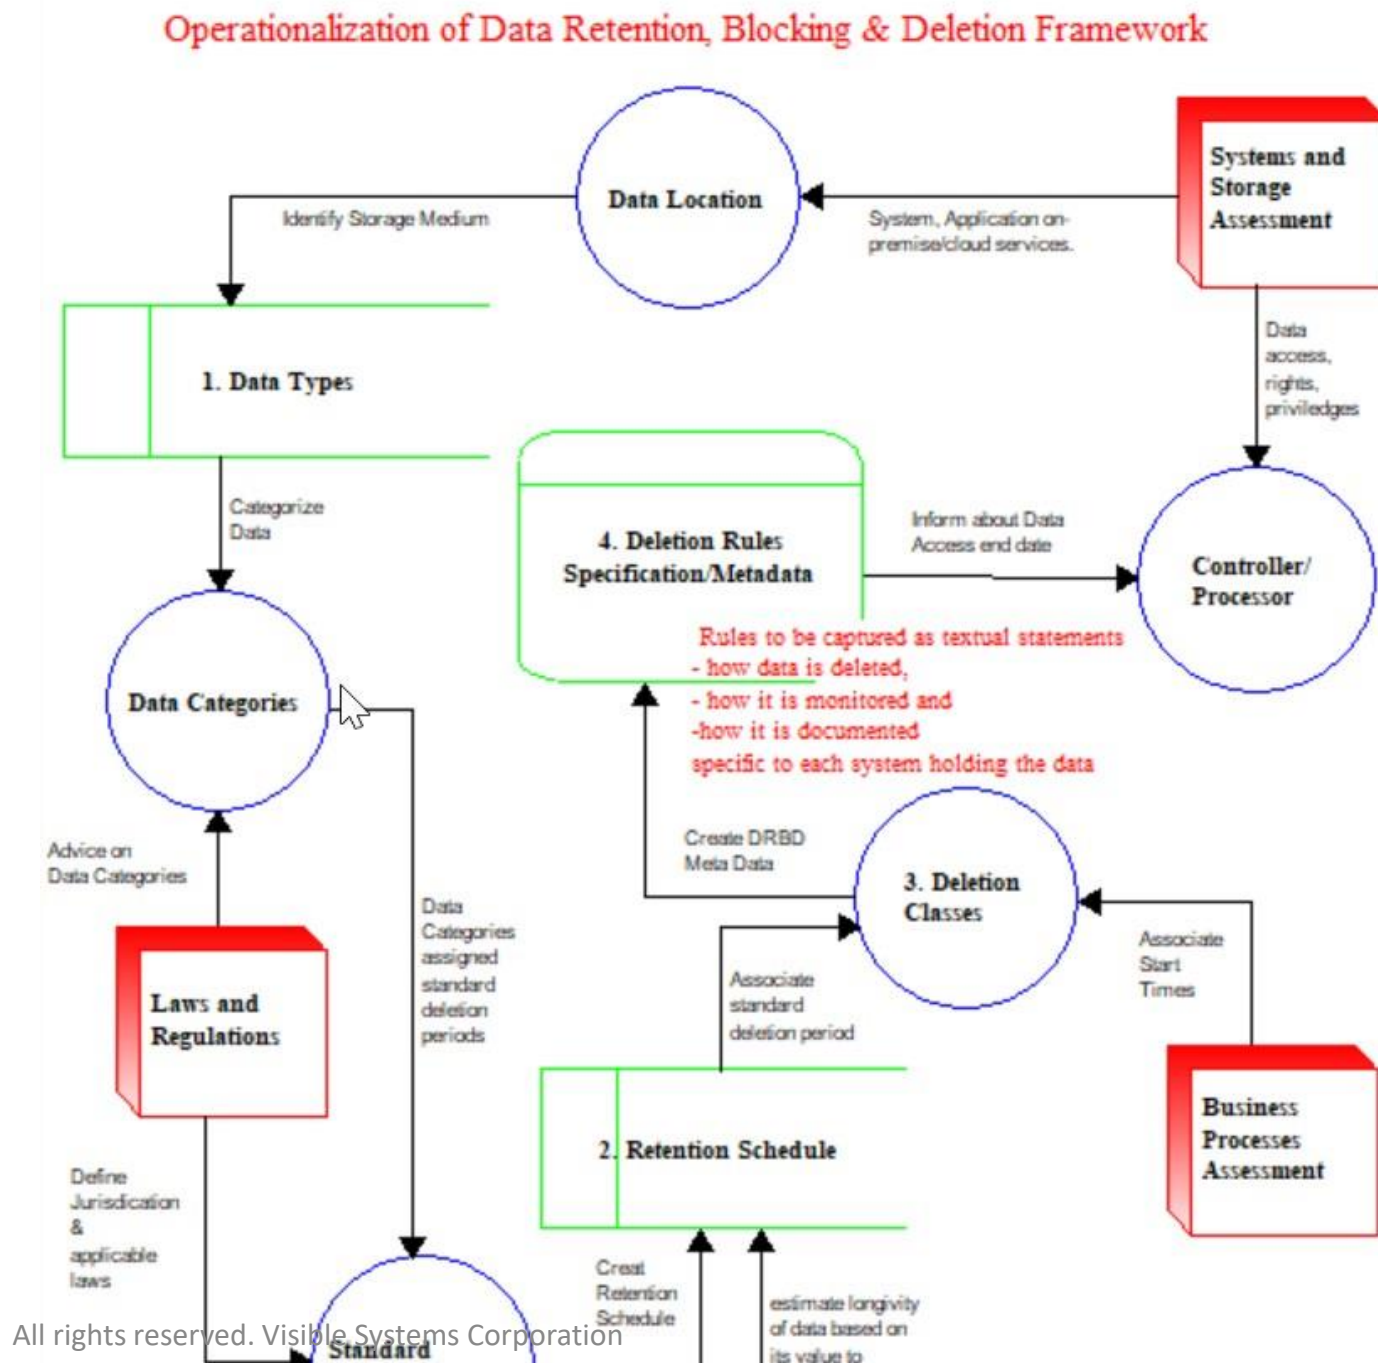 Operationalization of Data Retention, Blocking & Deletion Framework
Data Location
Systems and
Storage
Assessment
Identify Storage Medium
System, Application on-
premise/cloud services.
Data
access,
rights,
priviledges
1. Data Types
Categorize
Data
4. Deletion Rules
Specification/Metadata
Inform about Data
Access end date
Controller/
Processor
Rules to be captured as textual statements
- how data is deleted,
- how it is monitored and
-how it is documented
specific to each system holding the data
Data Categories
Advice on
Data Categories
Create DRBD
Meta Data
3. Deletion
Classes
Data
Categories
assigned
standard
deletion
periods
Associate
Start
Times
Associate
standard
deletion period
Laws and
Regulations
Business
Processes
Assessment
2. Retention Schedule
Define
Jurisdication
&
applicable
laws
Creat
Retention
Schedule
estimate longivity
of data based on
its value to
Standard
All rights reserved. Visible Systems Corporation